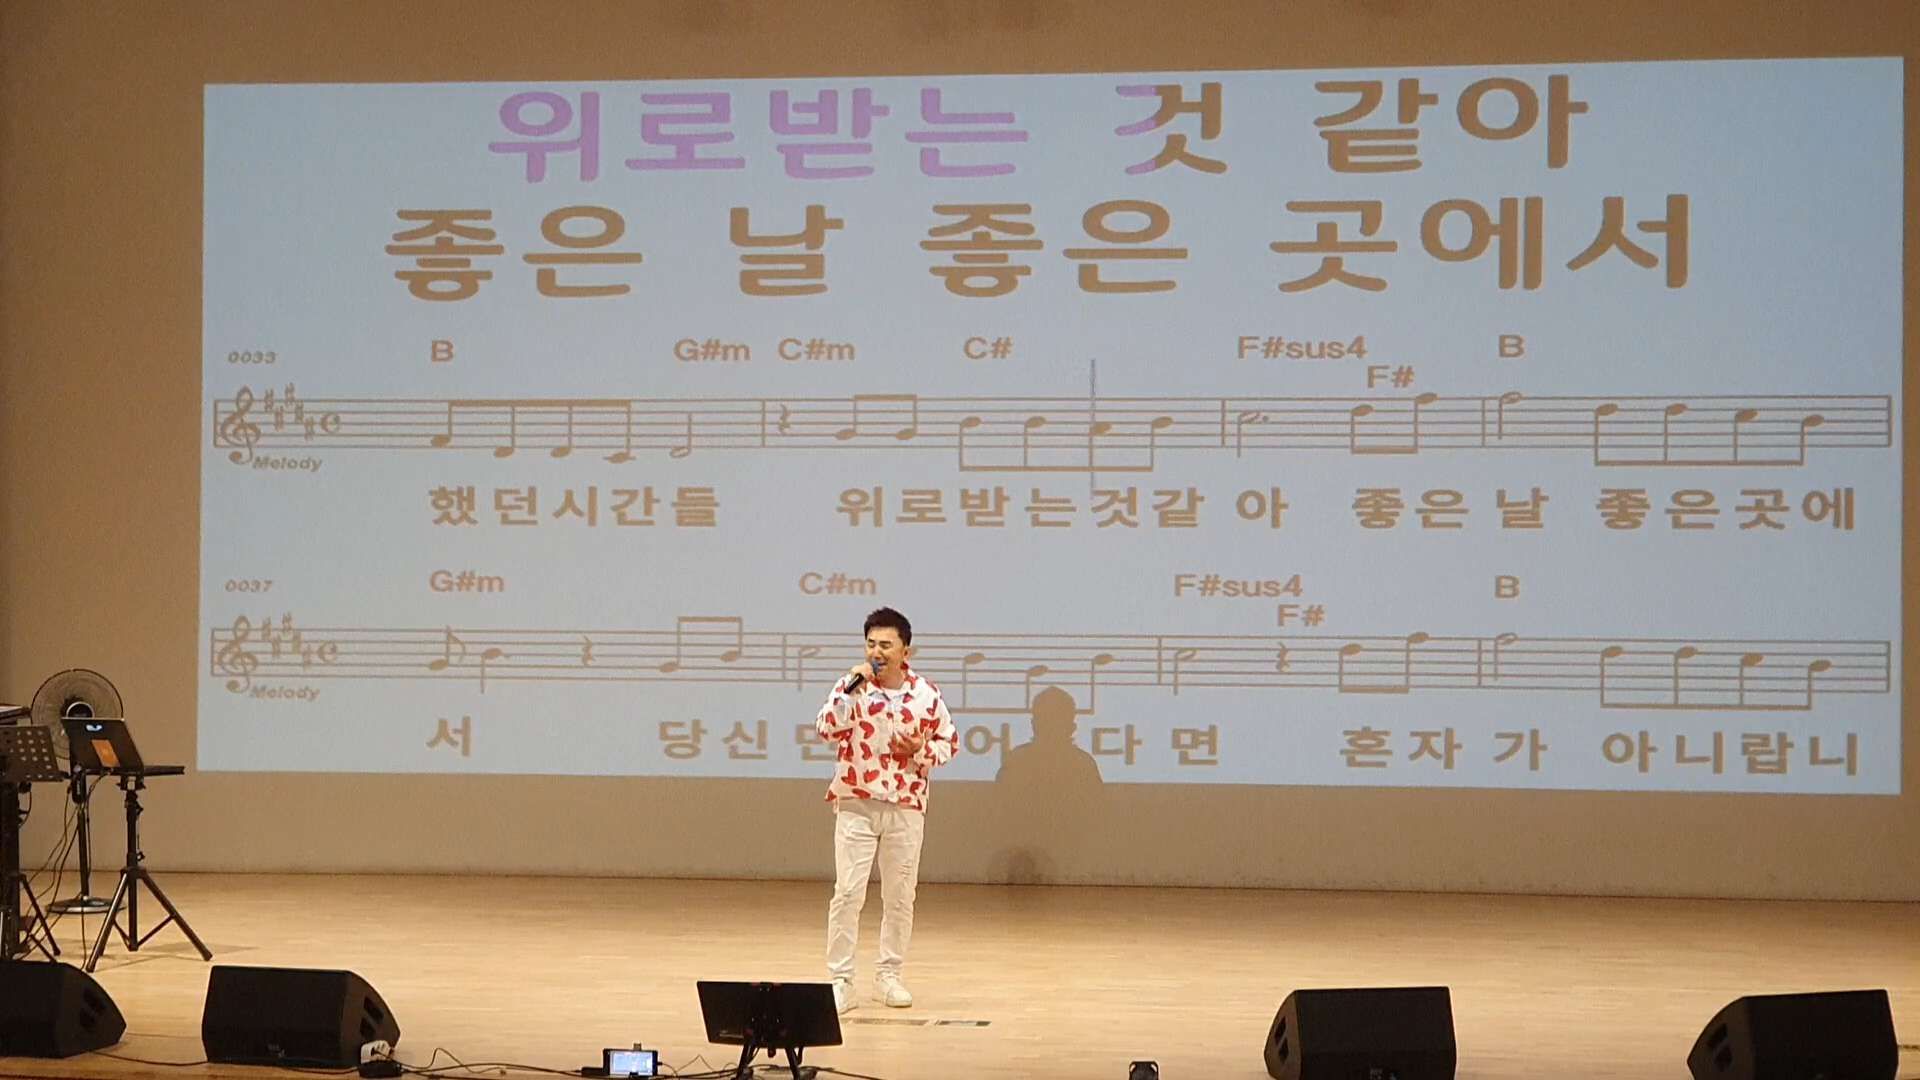 위로받는 것 같아
좋은 날 좋은 곳에서
0033 B G#m C#m C# F#sus4 F# B
Melody
했던시간들 위로받는것같아 좋은날 좋은곳에
0037 G#m C#m F#sus4 F# B
Melody
서 당신 어 다면 혼자가 아니랍니